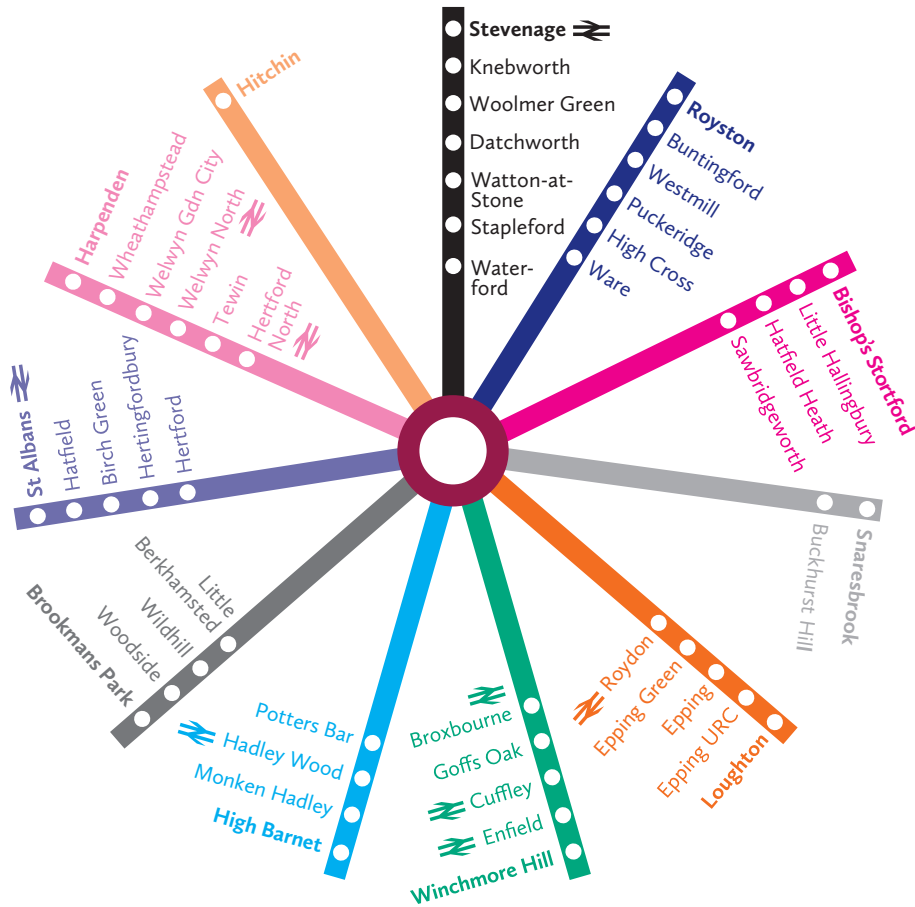 Stevenage
Knebworth
Woolmer Green
Datchworth
Watton-at-
Stone
Stapleford
Water-
ford
Royston
Buntingford
Westmill
Puckeridge
High Cross
Ware
Bishop's Stortford
Little Hallingbury
Hatfield Heath
Sawbridgeworth
Snaresbrook
Buckhurst Hill
Roydon
Epping Green
Epping
Epping URC
Loughton
Broxbourne
Goffs Oak
Cuffley
Enfield
Winchmore Hill
Potters Bar
Hadley Wood
Monken Hadley
High Barnet
Little
Berkhamsted
Wildhill
Woodside
Brookmans Park
St Albans
Hatfield
Birch Green
Hertingfordbury
Hertford
Harpenden
Wheathampstead
Welwyn Gdn City
Welwyn North
Tewin
Hertford
North
Hitchin